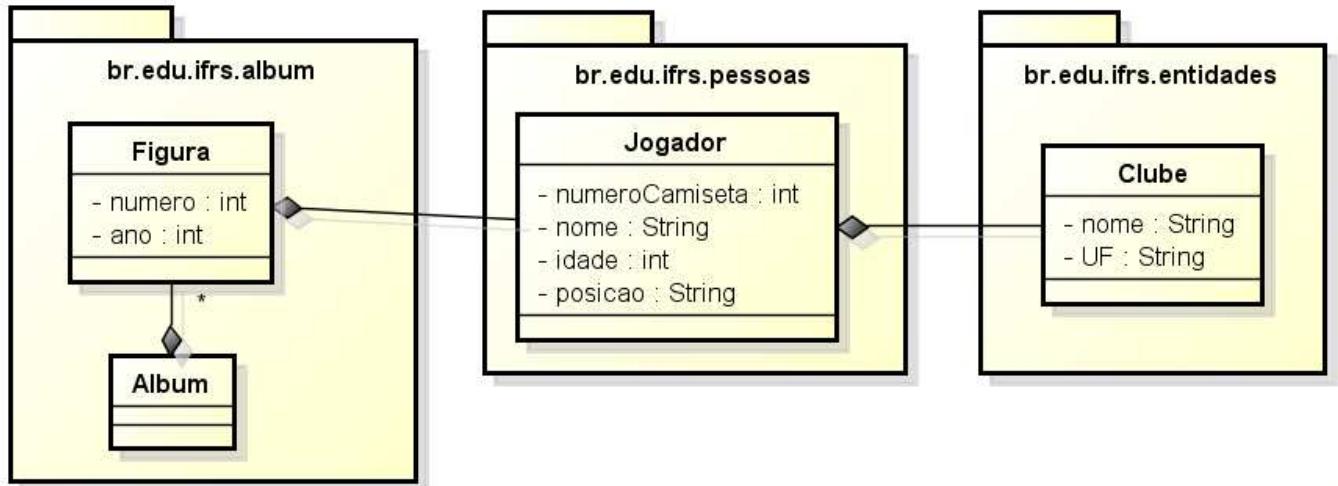 br.edu.ifrs.album
Figura
- numero : int
- ano : int
*
Album
br.edu.ifrs.pessoas
Jogador
- numeroCamiseta : int
- nome : String
- idade : int
- posicao : String
br.edu.ifrs.entidades
Clube
- nome : String
- UF : String